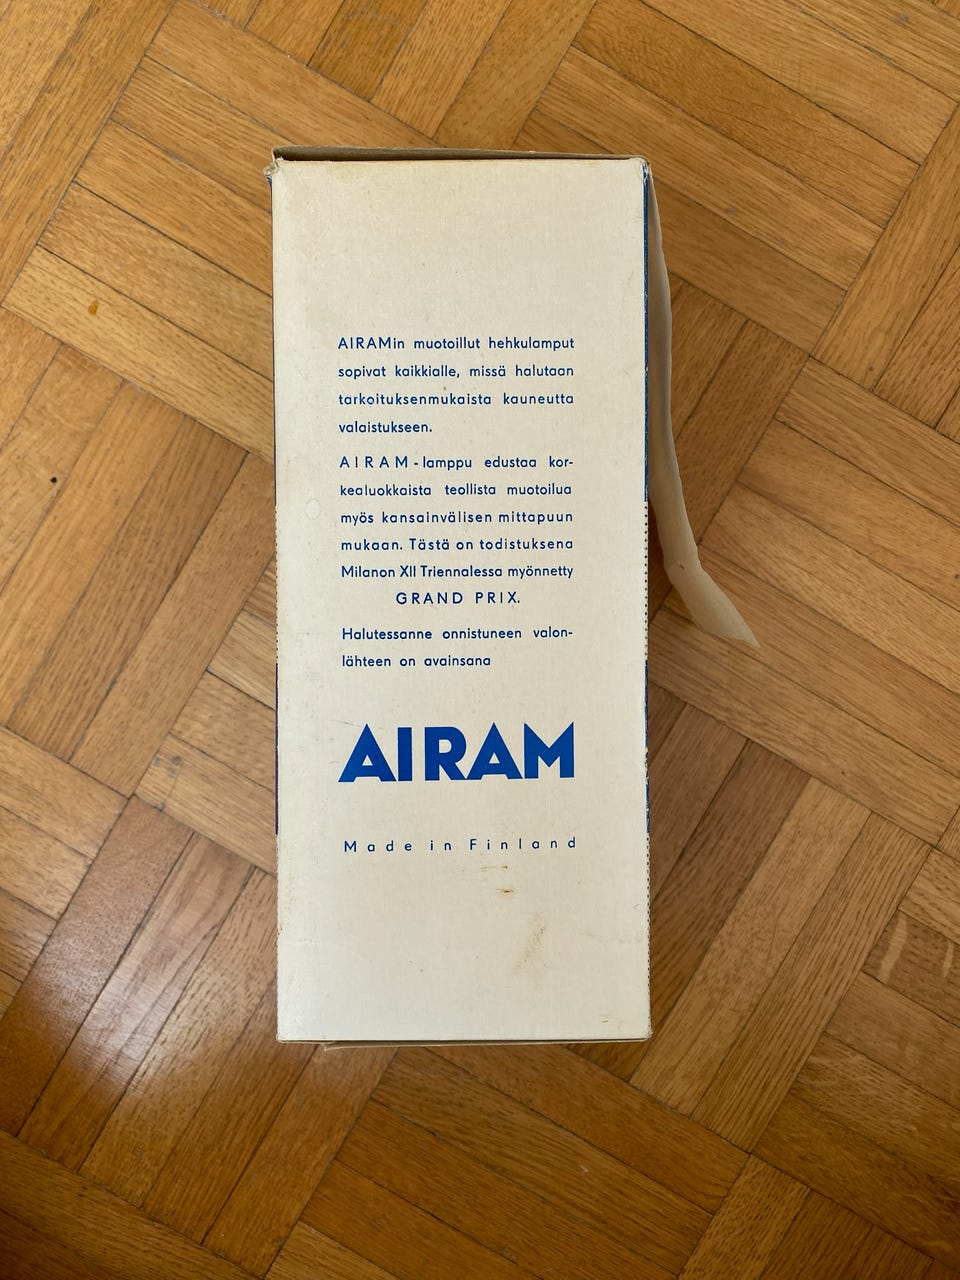 AIRAMin muotoillut hehkulamput
sopivat kaikkialle, missä halutaan
tarkoituksenmukaista kauneutta
valaistukseen.
AIRAM-lamppu edustaa kor-
kealuokkaista teollista muotoilua
myös kansainvälisen mittapuun
mukaan. Tästä on todistuksena
Milanon XII Triennalessa myönnetty
GRAND PRIX.
Halutessanne onnistuneen valon-
lähteen on avainsana
AIRAM
Made in Finland